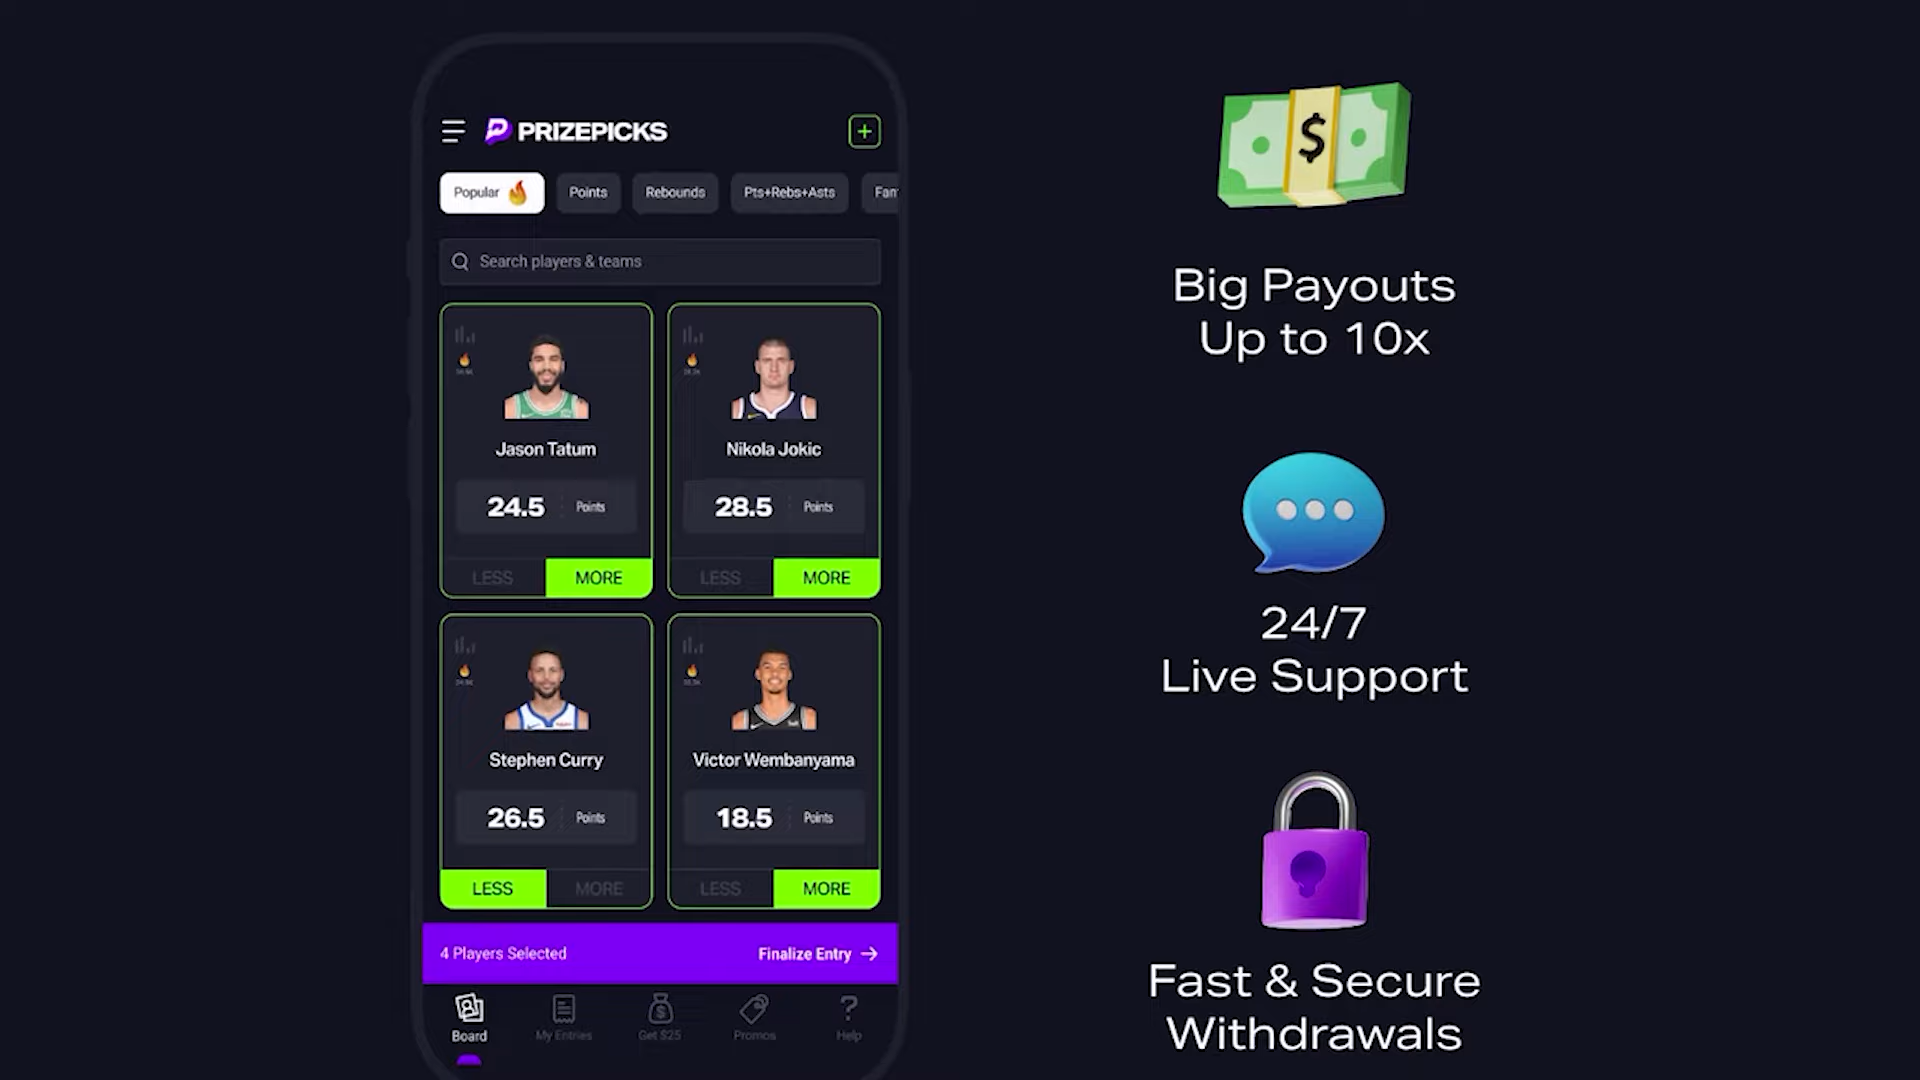 PRIZEPICKS
Popular
Points
Rebounds
Pts+Rebs+Asts
Fan
Search players & teams
Jason Tatum
24.5 Points
LESS MORE
Nikola Jokic
28.5 Points
LESS MORE
Stephen Curry
26.5 Points
LESS MORE
Victor Wembanyama
18.5 Points
LESS MORE
4 Players Selected
Finalize Entry
Board
My Entries
Get $25
Promos
Help
$
Big Payouts
Up to 10x
24/7
Live Support
Fast & Secure
Withdrawals